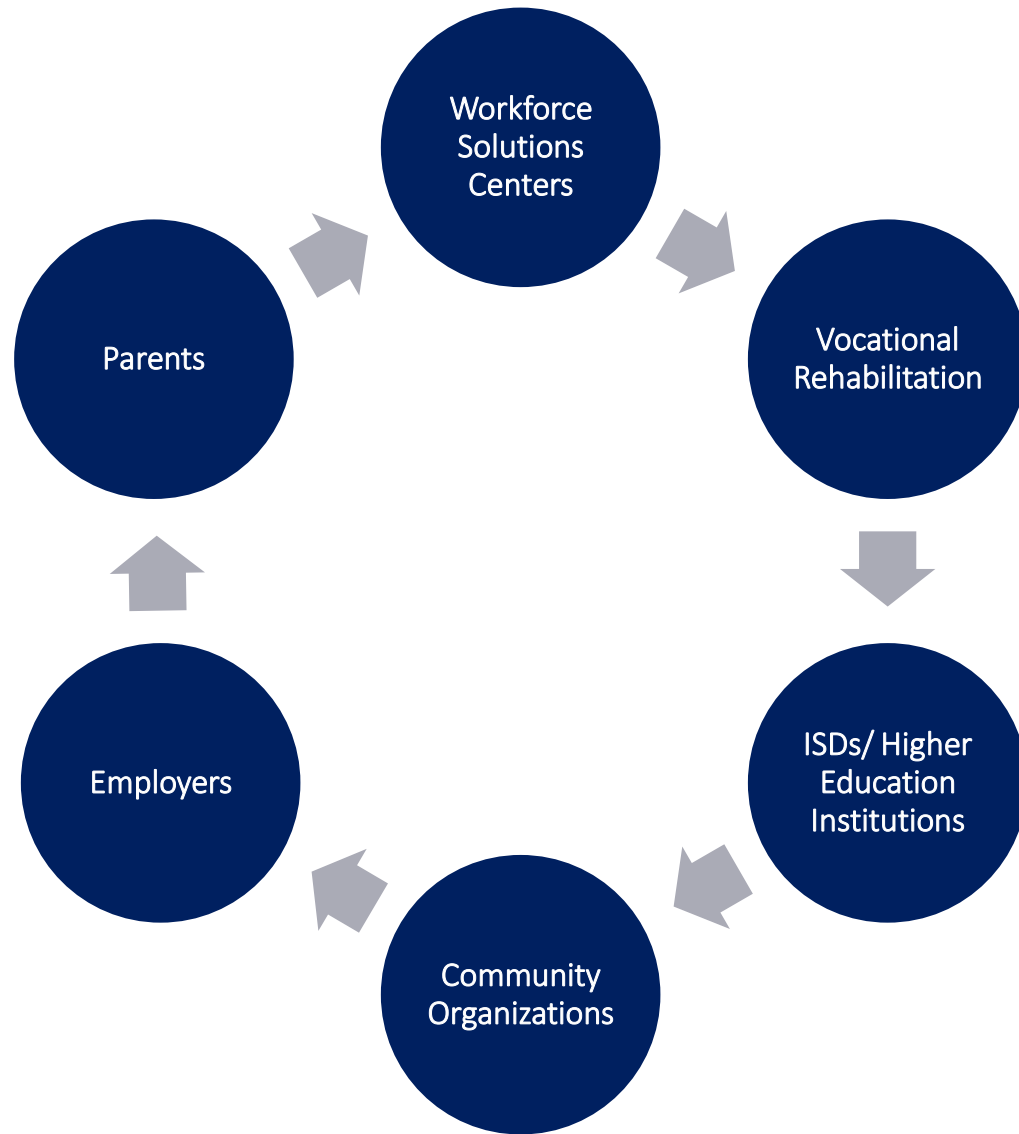 Workforce
Solutions
Centers
Vocational
Rehabilitation
ISDs/ Higher
Education
Institutions
Community
Organizations
Employers
Parents